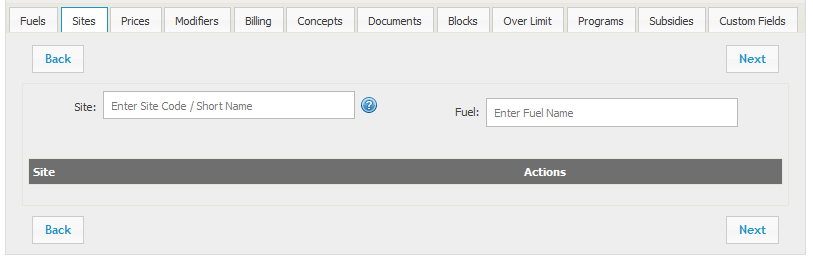 Fuels Sites Prices Modifiers Billing Concepts Documents Blocks Over Limit Programs Subsidies Custom Fields
Back Next
Site: Enter Site Code / Short Name ? Fuel: Enter Fuel Name
Site Actions
Back Next